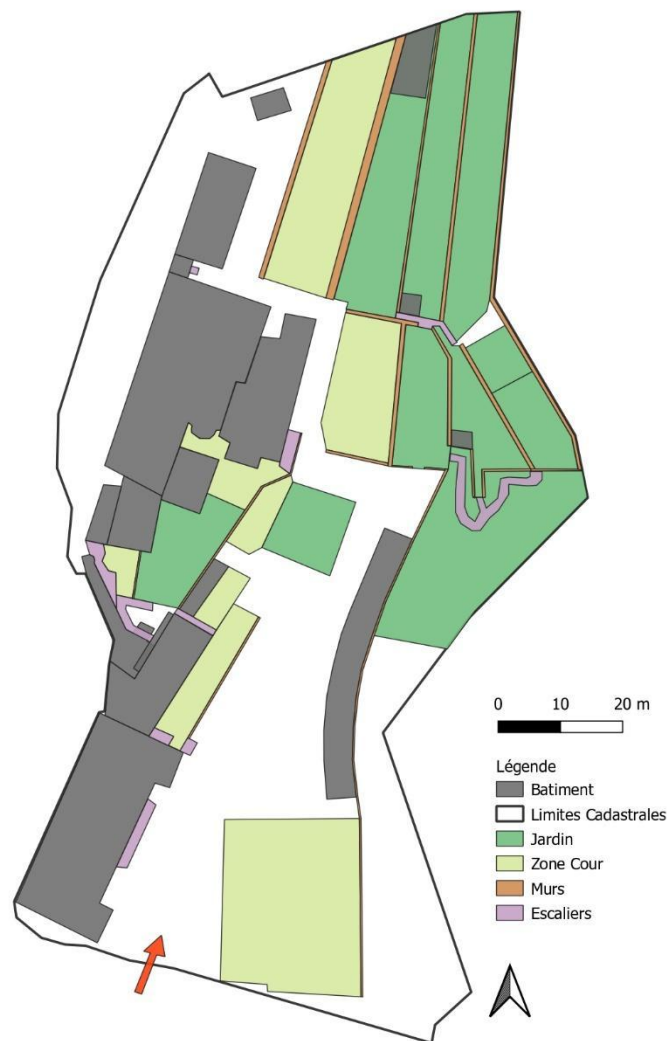 0 10 20 m
Légende
Batiment
Limites Cadastrales
Jardin
Zone Cour
Murs
Escaliers